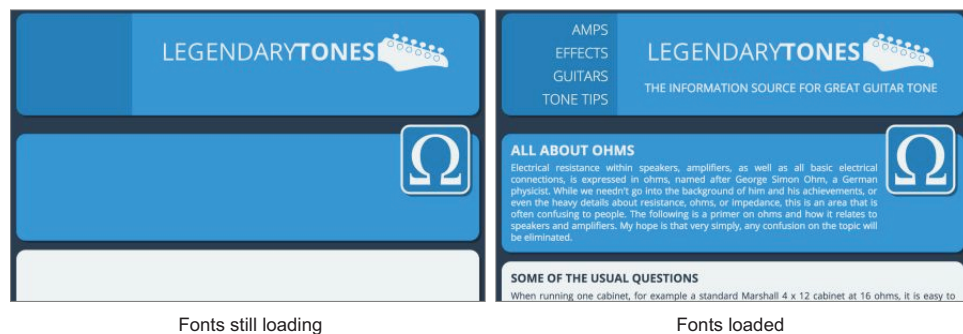 LEGENDARYTONES
AMPS
EFFECTS
GUITARS
TONE TIPS
LEGENDARYTONES
THE INFORMATION SOURCE FOR GREAT GUITAR TONE
Ω
Ω
ALL ABOUT OHMS
Electrical resistance within speakers, amplifiers, as well as all basic electrical
connections, is expressed in ohms, named after George Simon Ohm, a German
physicist. While we needn't go into the background of him and his achievements, or
even the heavy details about resistance, ohms, or impedance, this is an area that is
often confusing to people. The following is a primer on ohms and how it relates to
speakers and amplifiers. My hope is that very simply, any confusion on the topic will
be eliminated.
SOME OF THE USUAL QUESTIONS
When running one cabinet, for example a standard Marshall 4 x 12 cabinet at 16 ohms, it is easy to
Fonts still loading
Fonts loaded